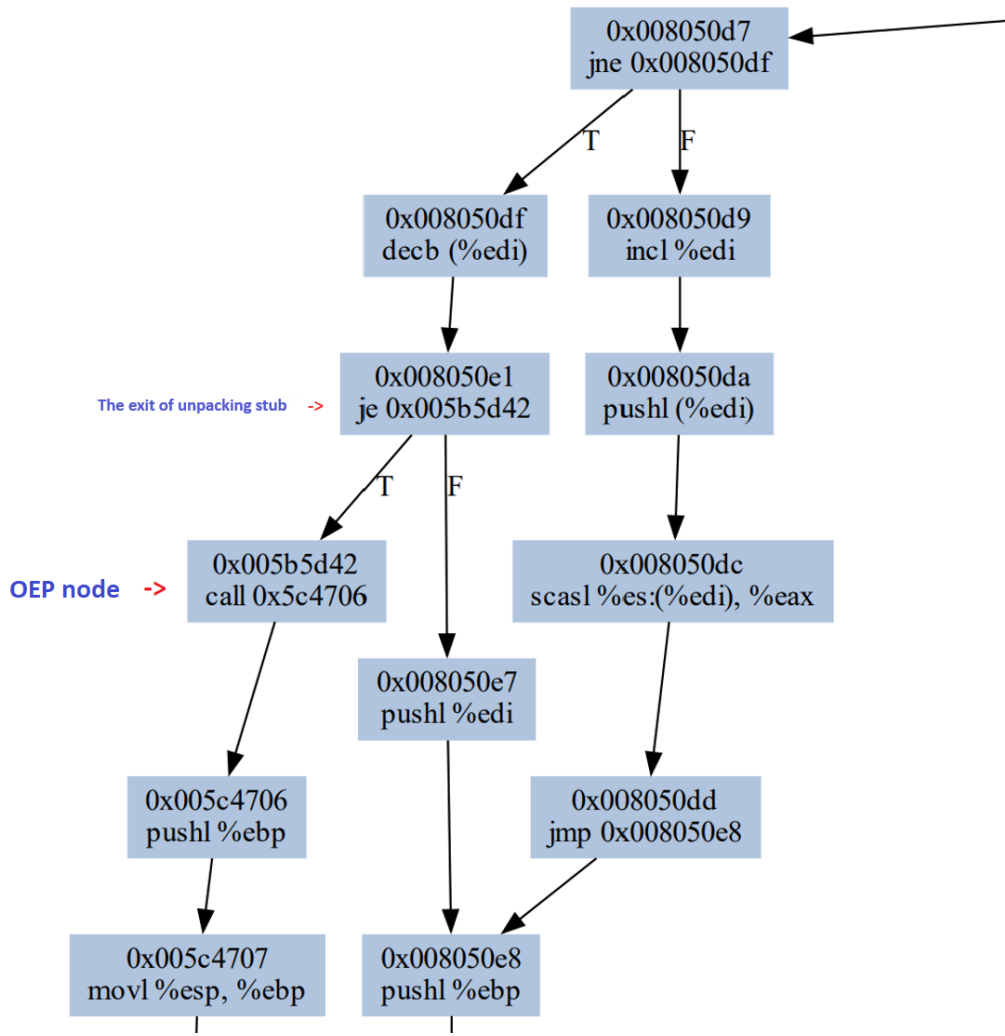 0x008050d7
jne 0x008050df
T
F
0x008050df
decb (%edi)
0x008050d9
incl %edi
The exit of unpacking stub ->
0x008050e1
je 0x005b5d42
0x008050da
pushl (%edi)
T
F
OEP node ->
0x005b5d42
call 0x5c4706
0x008050dc
scasl %es:(%edi), %eax
0x008050e7
pushl %edi
0x005c4706
pushl %ebp
0x008050dd
jmp 0x008050e8
0x005c4707
movl %esp, %ebp
0x008050e8
pushl %ebp